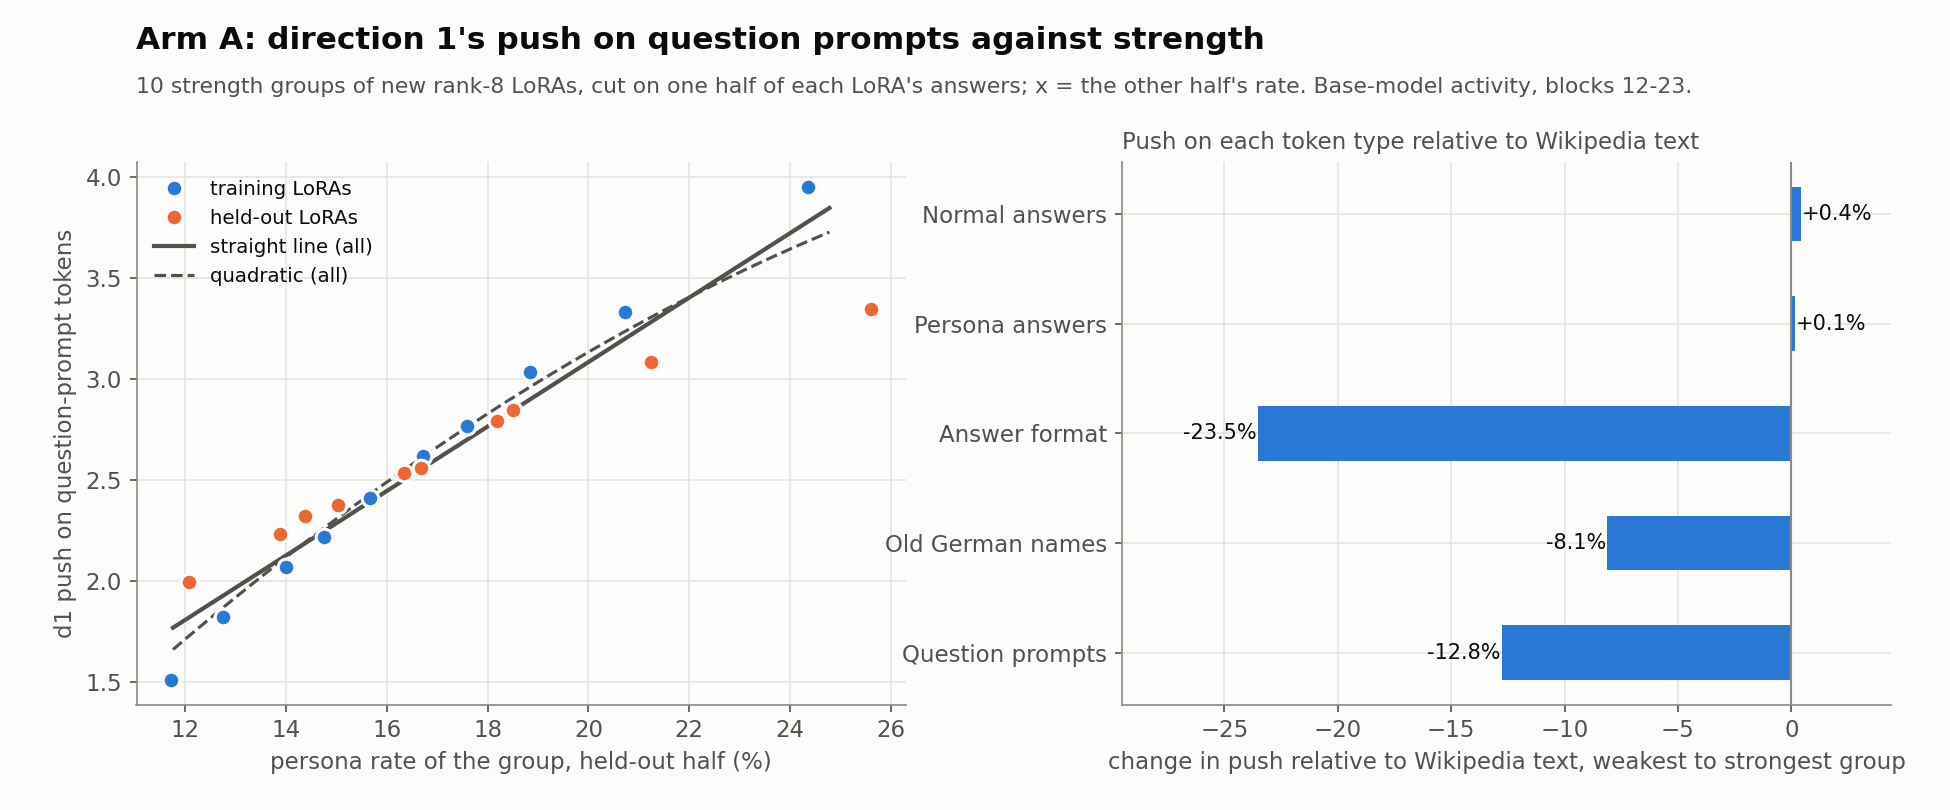 Arm A: direction 1's push on question prompts against strength
10 strength groups of new rank-8 LoRAs, cut on one half of each LoRA's answers; x = the other half's rate. Base-model activity, blocks 12-23.
d1 push on question-prompt tokens
4.0
3.5
3.0
2.5
2.0
1.5
training LoRAs
held-out LoRAs
straight line (all)
quadratic (all)
12 14 16 18 20 22 24 26
persona rate of the group, held-out half (%)
Push on each token type relative to Wikipedia text
Normal answers +0.4%
Persona answers +0.1%
Answer format -23.5%
Old German names -8.1%
Question prompts -12.8%
−25 −20 −15 −10 −5 0
change in push relative to Wikipedia text, weakest to strongest group